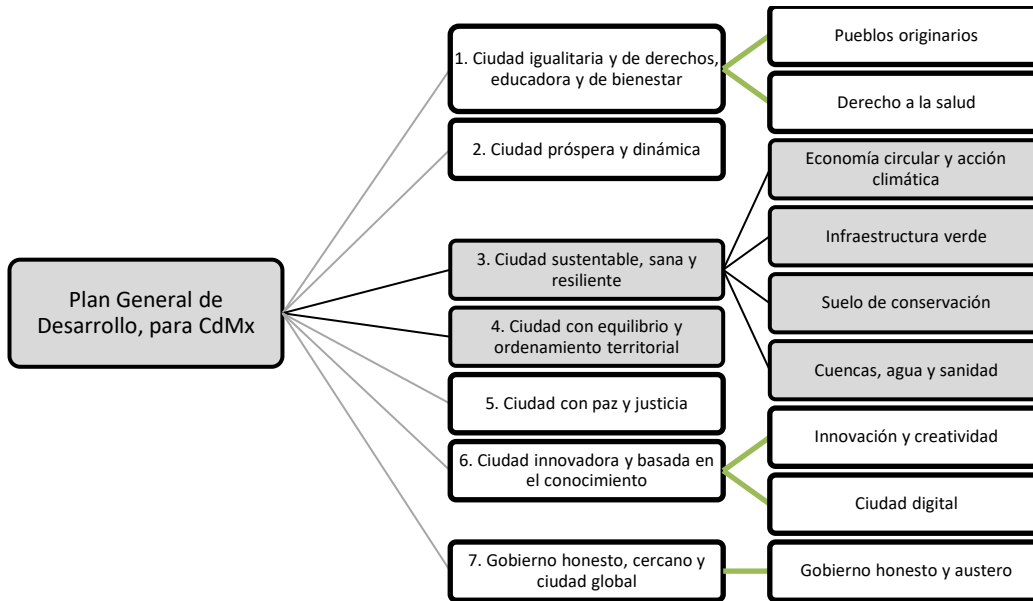 Plan General de
Desarrollo, para CdMx
1. Ciudad igualitaria y de derechos,
educadora y de bienestar
2. Ciudad próspera y dinámica
3. Ciudad sustentable, sana y
resiliente
4. Ciudad con equilibrio y
ordenamiento territorial
5. Ciudad con paz y justicia
6. Ciudad innovadora y basada en
el conocimiento
7. Gobierno honesto, cercano y
ciudad global
Pueblos originarios
Derecho a la salud
Economía circular y acción
climática
Infraestructura verde
Suelo de conservación
Cuencas, agua y sanidad
Innovación y creatividad
Ciudad digital
Gobierno honesto y austero